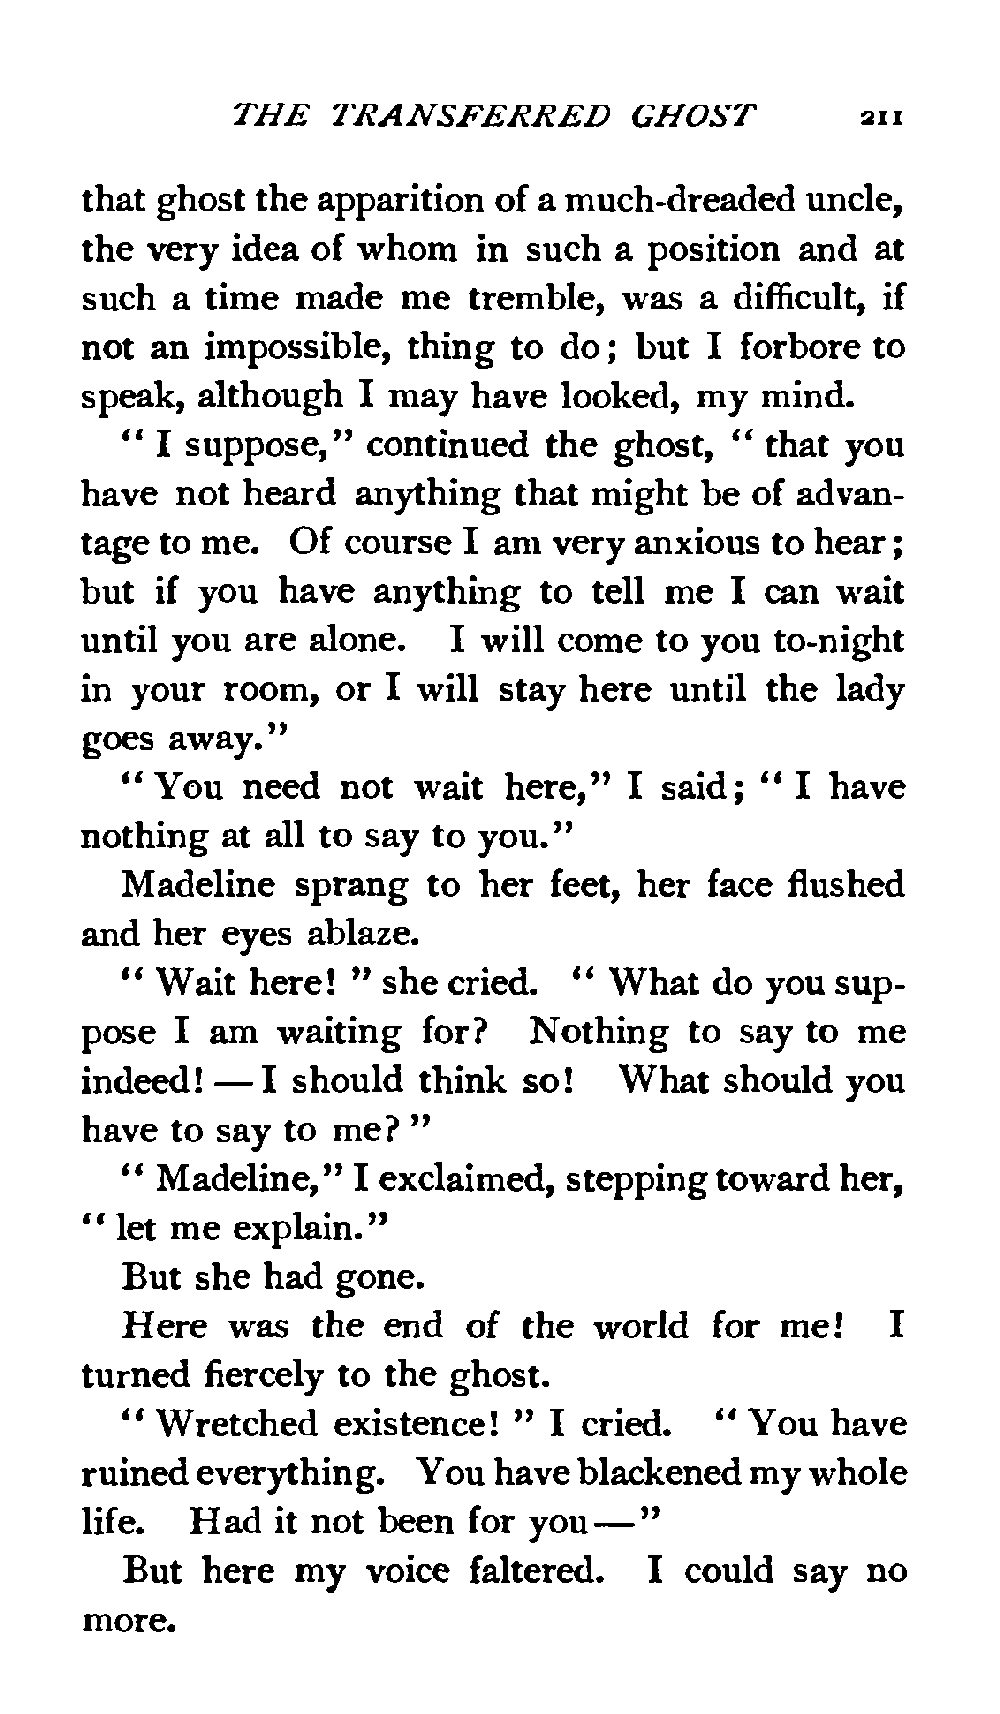 THE TRANSFERRED GHOST 211
that ghost the apparition of a much-dreaded uncle,
the very idea of whom in such a position and at
such a time made me tremble, was a difficult, if
not an impossible, thing to do; but I forbore to
speak, although I may have looked, my mind.
"I suppose," continued the ghost, "that you
have not heard anything that might be of advan-
tage to me. Of course I am very anxious to hear;
but if you have anything to tell me I can wait
until you are alone. I will come to you to-night
in your room, or I will stay here until the lady
goes away."
"You need not wait here," I said; "I have
nothing at all to say to you."
Madeline sprang to her feet, her face flushed
and her eyes ablaze.
"Wait here!" she cried. "What do you sup-
pose I am waiting for? Nothing to say to me
indeed!—I should think so! What should you
have to say to me?"
"Madeline," I exclaimed, stepping toward her,
"let me explain."
But she had gone.
Here was the end of the world for me! I
turned fiercely to the ghost.
"Wretched existence!" I cried. "You have
ruined everything. You have blackened my whole
life. Had it not been for you—"
But here my voice faltered. I could say no
more.